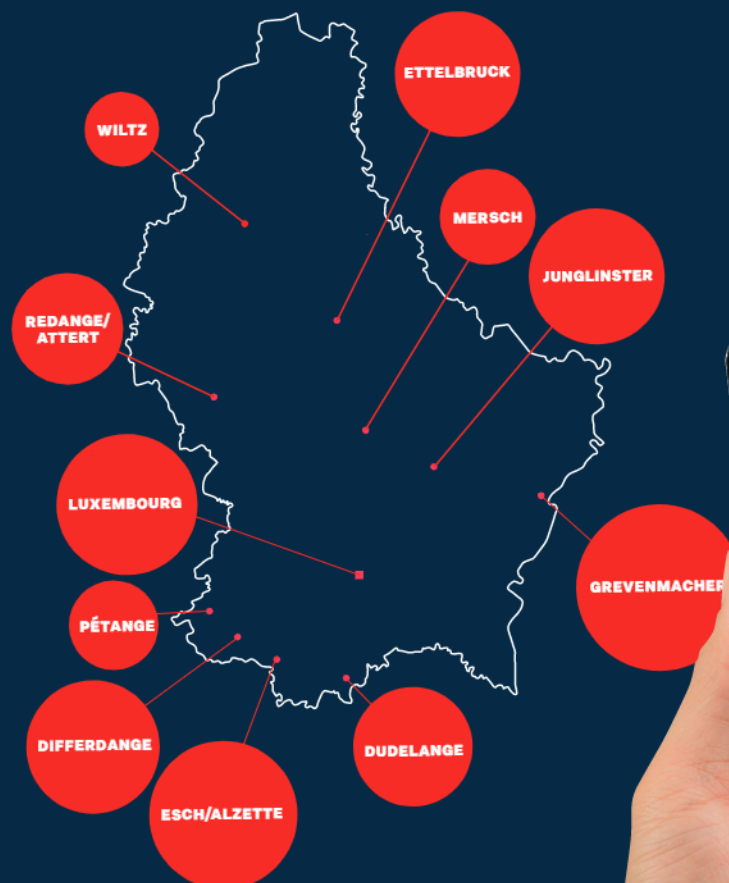 ETTELBRUCK
WILTZ
MERSCH
JUNGLINSTER
REDANGE/
ATTERT
LUXEMBOURG
GREVENMACHER
PÉTANGE
DIFFERDANGE
DUDELANGE
ESCH/ALZETTE